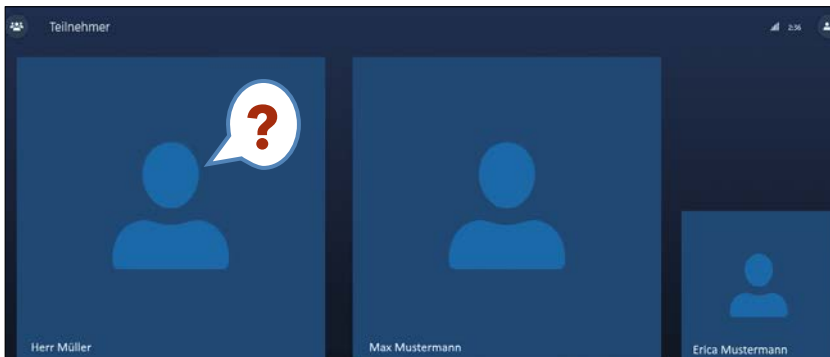 Teilnehmer
2:36
?
Herr Müller
Max Mustermann
Erica Mustermann